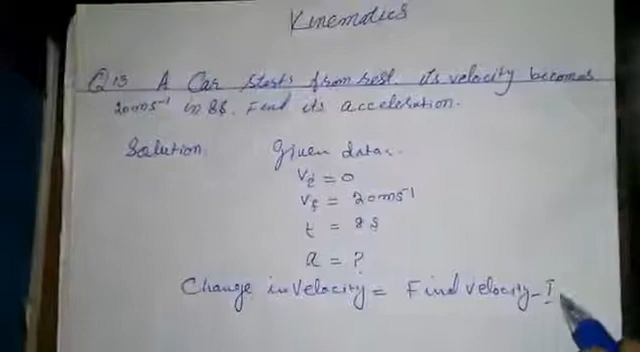 Kinematics
Q13 A Car starts from rest. its velocity becomes
20ms⁻¹ in 8s. Find its acceleration.
Solution Given data.
Vi = 0
Vf = 20ms⁻¹
t = 8s
a = ?
Change in Velocity = Find velocity - I